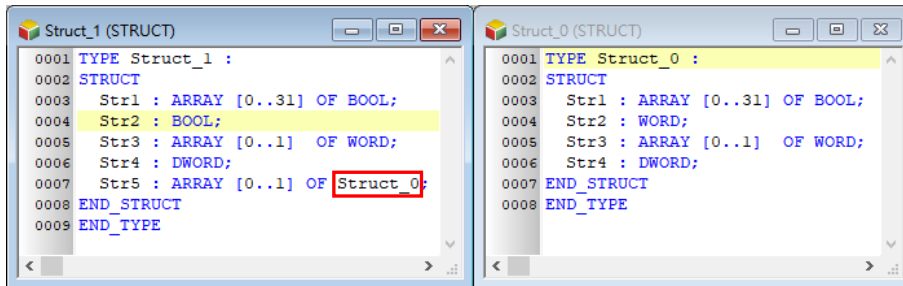 Struct_1 (STRUCT)
0001 TYPE Struct_1 :
0002 STRUCT
0003 Str1 : ARRAY [0..31] OF BOOL;
0004 Str2 : BOOL;
0005 Str3 : ARRAY [0..1] OF WORD;
0006 Str4 : DWORD;
0007 Str5 : ARRAY [0..1] OF Struct_0;
0008 END_STRUCT
0009 END_TYPE
Struct_0 (STRUCT)
0001 TYPE Struct_0 :
0002 STRUCT
0003 Str1 : ARRAY [0..31] OF BOOL;
0004 Str2 : WORD;
0005 Str3 : ARRAY [0..1] OF WORD;
0006 Str4 : DWORD;
0007 END_STRUCT
0008 END_TYPE